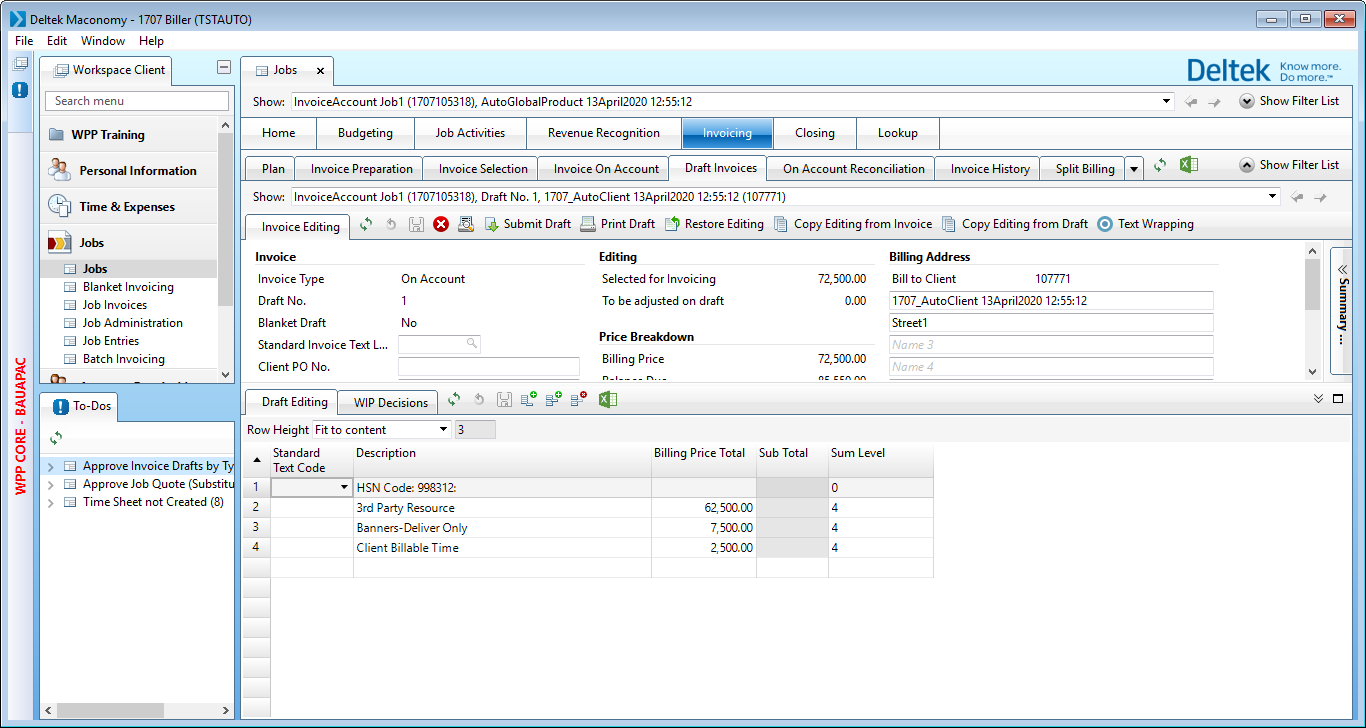 Deltek Maconomy - 1707 Biller (TSTAUTO)
File Edit Window Help
Workspace Client
Search menu
WPP Training
Personal Information
Time & Expenses
Jobs
Jobs
Blanket Invoicing
Job Invoices
Job Administration
Job Entries
Batch Invoicing
WPP CORE - BAUAPAC
To-Dos
Approve Invoice Drafts by Ty
Approve Job Quote (Substitu
Time Sheet not Created (8)
Jobs
Deltek Know more. Do more.™
Show: InvoiceAccount Job1 (1707105318), AutoGlobalProduct 13April2020 12:55:12 Show Filter List
Home Budgeting Job Activities Revenue Recognition Invoicing Closing Lookup
Plan Invoice Preparation Invoice Selection Invoice On Account Draft Invoices On Account Reconciliation Invoice History Split Billing Show Filter List
Show: InvoiceAccount Job1 (1707105318), Draft No. 1, 1707_AutoClient 13April2020 12:55:12 (107771)
Invoice Editing Submit Draft Print Draft Restore Editing Copy Editing from Invoice Copy Editing from Draft Text Wrapping
Invoice
Invoice Type On Account
Draft No. 1
Blanket Draft No
Standard Invoice Text L...
Client PO No.
Editing
Selected for Invoicing 72,500.00
To be adjusted on draft 0.00
Price Breakdown
Billing Price 72,500.00
Balance Due 85,550.00
Billing Address
Bill to Client 107771
1707_AutoClient 13April2020 12:55:12
Street1
Name 3
Name 4
Summary ...
Draft Editing WIP Decisions
Row Height Fit to content 3
Standard Text Code Description Billing Price Total Sub Total Sum Level
1 HSN Code: 998312: 0
2 3rd Party Resource 62,500.00 4
3 Banners-Deliver Only 7,500.00 4
4 Client Billable Time 2,500.00 4